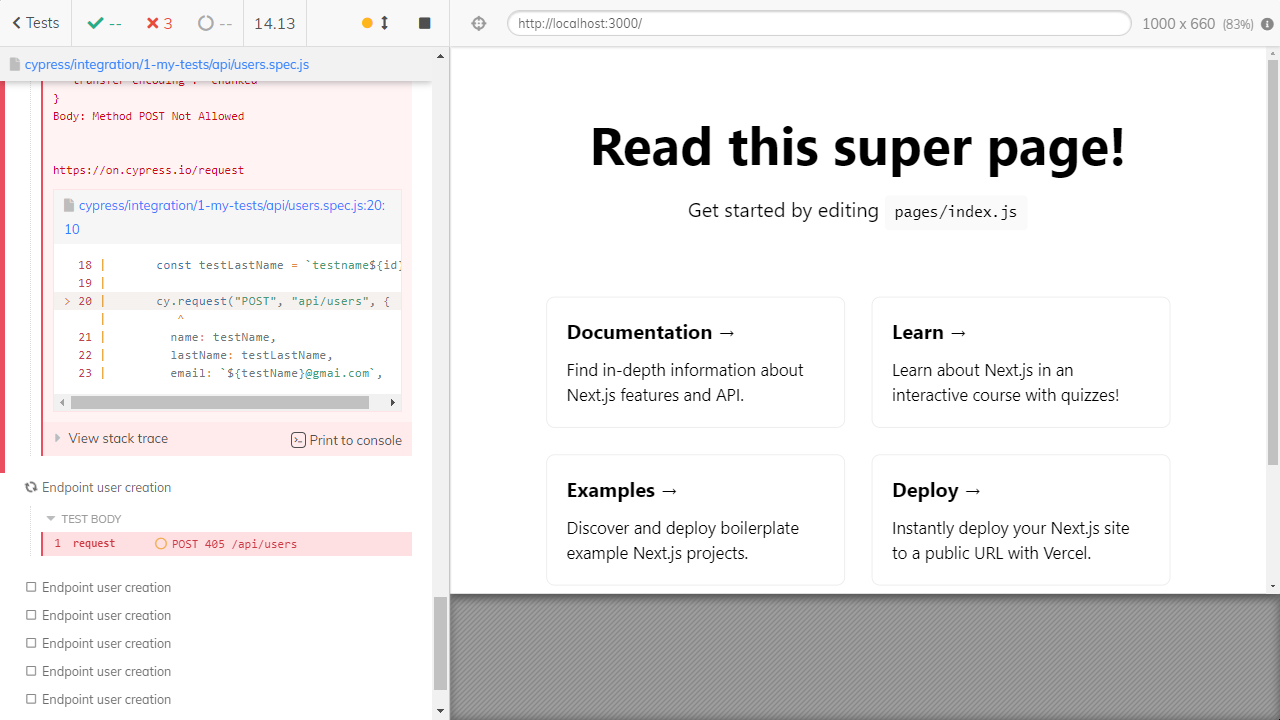 Tests
--
3
--
14.13
http://localhost:3000/
1000 x 660 (83%)
cypress/integration/1-my-tests/api/users.spec.js
}
Body: Method POST Not Allowed
https://on.cypress.io/request
cypress/integration/1-my-tests/api/users.spec.js:20:
10
18 | const testLastName = `testname${id}
19 |
> 20 | cy.request("POST", "api/users", {
| ^
21 | name: testName,
22 | lastName: testLastName,
23 | email: `${testName}@gmai.com`,
View stack trace
Print to console
Endpoint user creation
TEST BODY
1 request POST 405 /api/users
Endpoint user creation
Endpoint user creation
Endpoint user creation
Endpoint user creation
Endpoint user creation
Read this super page!
Get started by editing pages/index.js
Documentation →
Find in-depth information about
Next.js features and API.
Learn →
Learn about Next.js in an
interactive course with quizzes!
Examples →
Discover and deploy boilerplate
example Next.js projects.
Deploy →
Instantly deploy your Next.js site
to a public URL with Vercel.